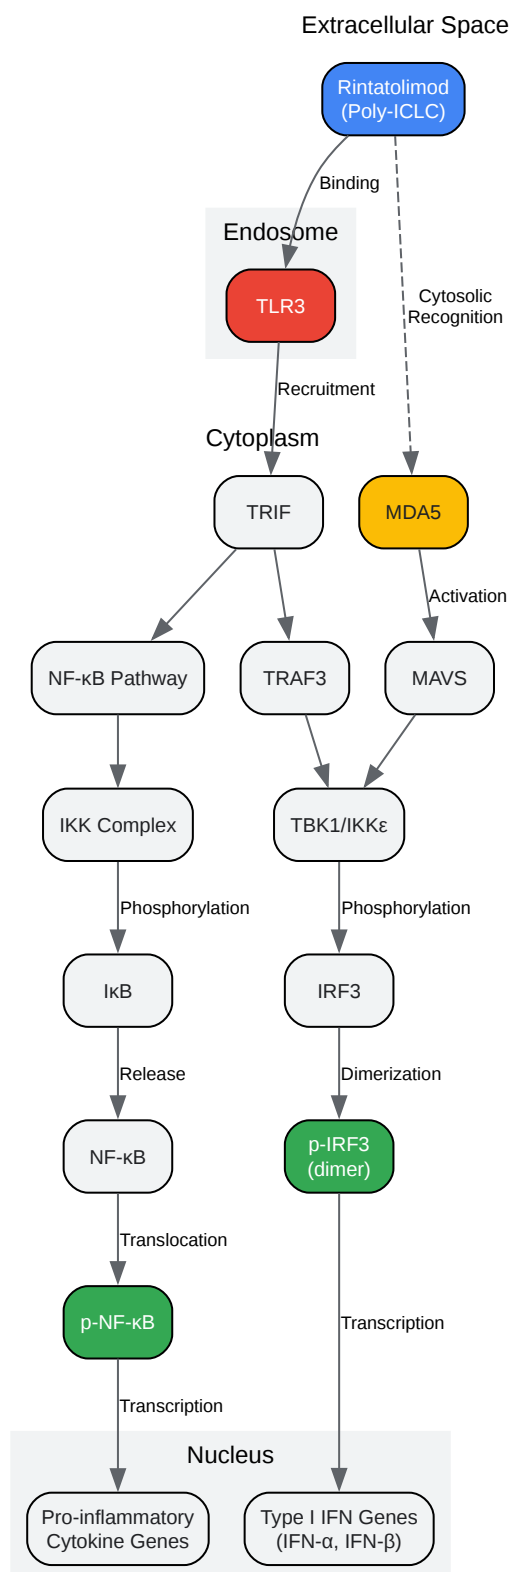 Extracellular Space
Rintatolimod
(Poly-ICLC)
Binding
Endosome
TLR3
Cytosolic
Recognition
Recruitment
Cytoplasm
TRIF
MDA5
Activation
NF-κB Pathway
TRAF3
MAVS
IKK Complex
TBK1/IKKε
Phosphorylation
Phosphorylation
IκB
IRF3
Release
Dimerization
NF-κB
p-IRF3
(dimer)
Translocation
p-NF-κB
Transcription
Transcription
Nucleus
Pro-inflammatory
Cytokine Genes
Type I IFN Genes
(IFN-α, IFN-β)